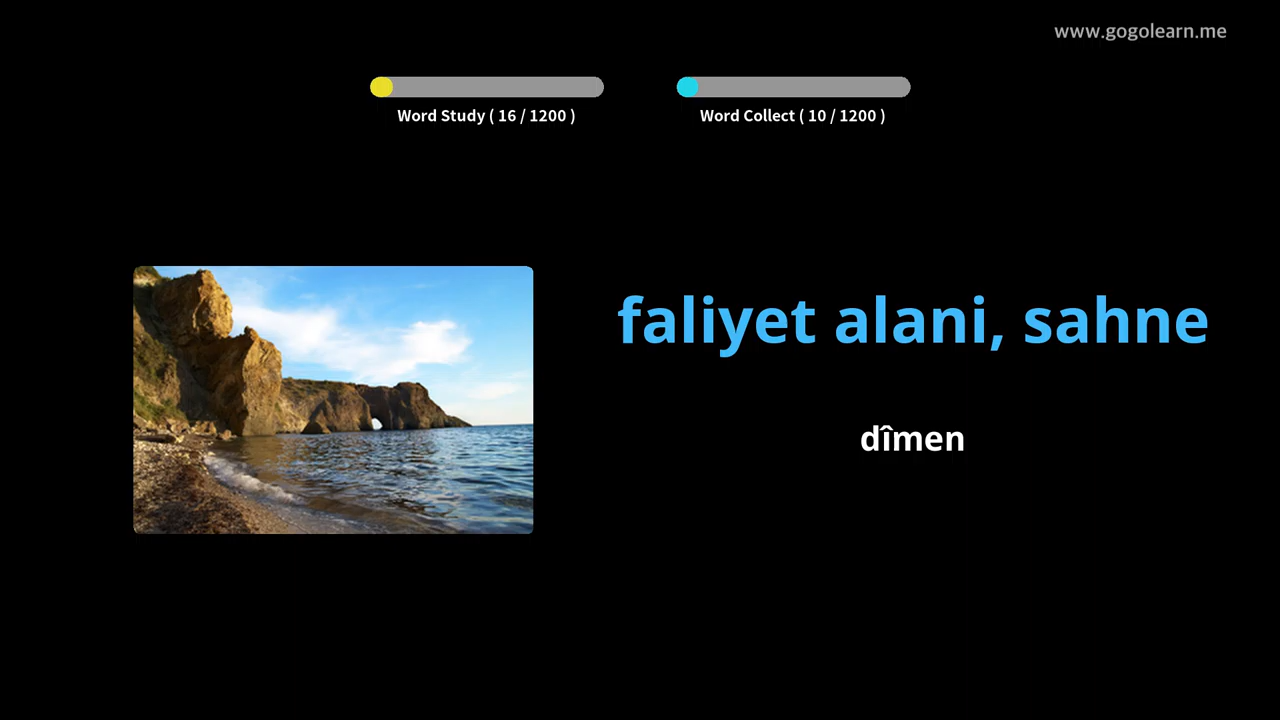 www.gogolearn.me
Word Study ( 16 / 1200 )
Word Collect ( 10 / 1200 )
faliyet alani, sahne
dîmen